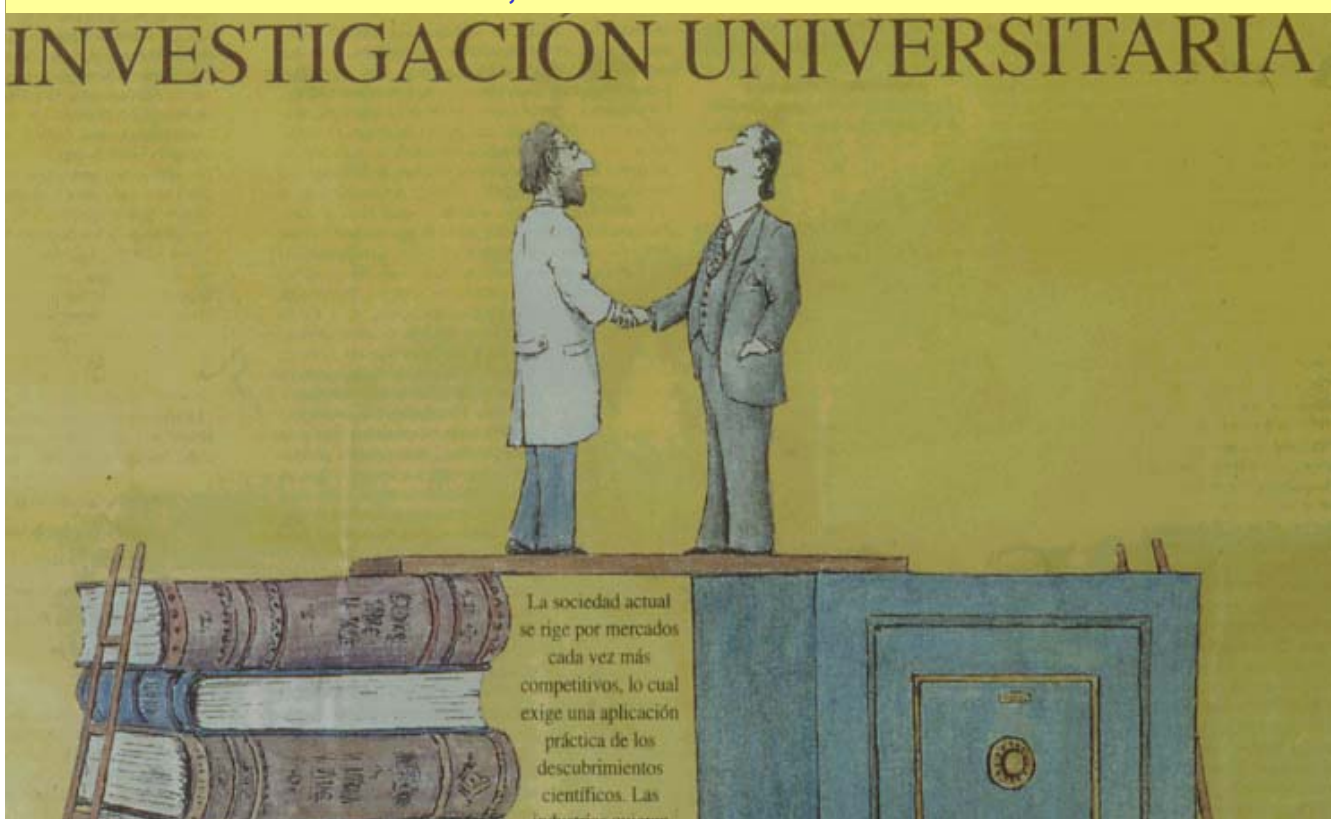 INVESTIGACIÓN UNIVERSITARIA
La sociedad actual
se rige por mercados
cada vez más
competitivos, lo cual
exige una aplicación
práctica de los
descubrimientos
científicos. Las